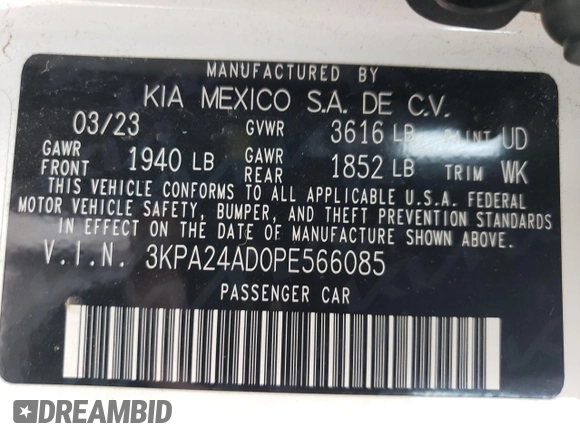 MANUFACTURED BY
KIA MEXICO S.A. DE C.V.
03/23 GVWR 3616 LB PAINT UD
GAWR FRONT 1940 LB GAWR REAR 1852 LB TRIM WK
THIS VEHICLE CONFORMS TO ALL APPLICABLE U.S.A. FEDERAL
MOTOR VEHICLE SAFETY, BUMPER, AND THEFT PREVENTION STANDARDS
IN EFFECT ON THE DATE OF MANUFACTURE SHOWN ABOVE.
V.I.N. 3KPA24AD0PE566085
PASSENGER CAR
DREAMBID